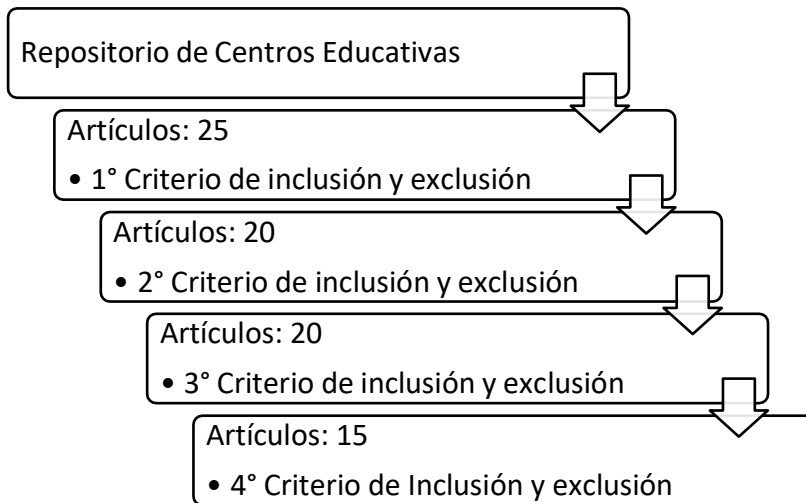 Repositorio de Centros Educativas
Artículos: 25
• 1° Criterio de inclusión y exclusión
Artículos: 20
• 2° Criterio de inclusión y exclusión
Artículos: 20
• 3° Criterio de inclusión y exclusión
Artículos: 15
• 4° Criterio de Inclusión y exclusión